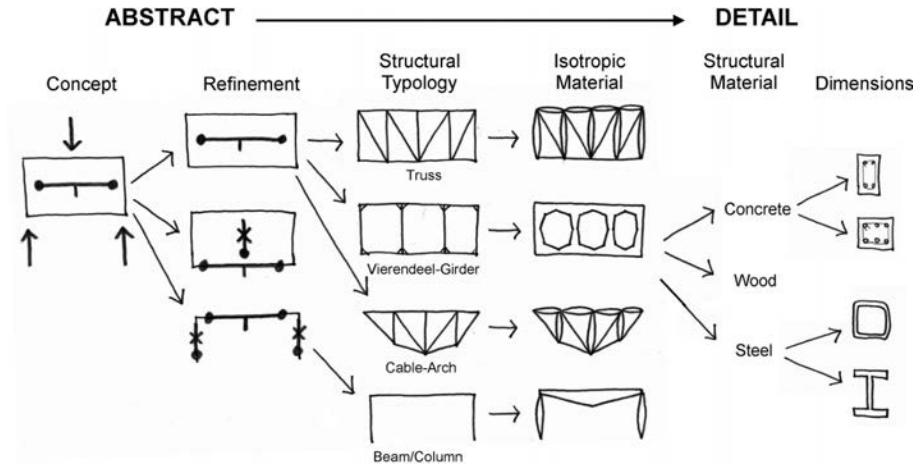 ABSTRACT
DETAIL
Concept
Refinement
Structural
Typology
Isotropic
Material
Structural
Material
Dimensions
Truss
Vierendeel-Girder
Cable-Arch
Beam/Column
Concrete
Wood
Steel